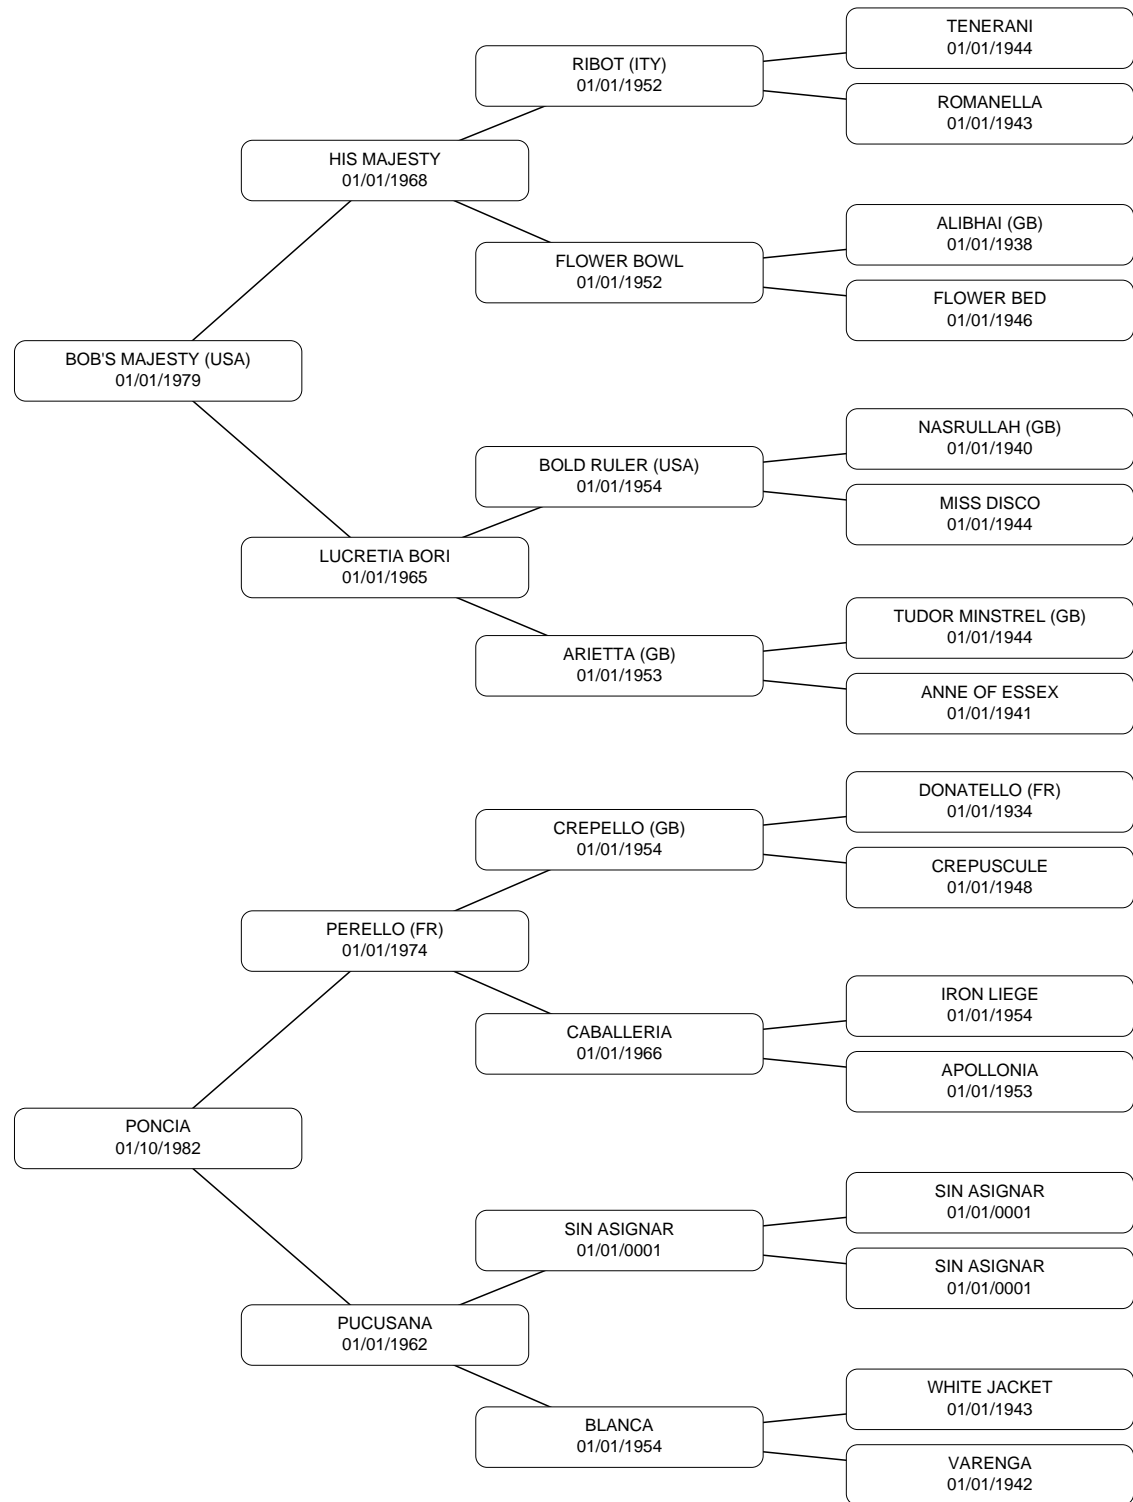 TENERANI
01/01/1944
RIBOT (ITY)
01/01/1952
ROMANELLA
01/01/1943
HIS MAJESTY
01/01/1968
ALIBHAI (GB)
01/01/1938
FLOWER BOWL
01/01/1952
FLOWER BED
01/01/1946
BOB'S MAJESTY (USA)
01/01/1979
NASRULLAH (GB)
01/01/1940
BOLD RULER (USA)
01/01/1954
MISS DISCO
01/01/1944
LUCRETIA BORI
01/01/1965
TUDOR MINSTREL (GB)
01/01/1944
ARIETTA (GB)
01/01/1953
ANNE OF ESSEX
01/01/1941
DONATELLO (FR)
01/01/1934
CREPELLO (GB)
01/01/1954
CREPUSCULE
01/01/1948
PERELLO (FR)
01/01/1974
IRON LIEGE
01/01/1954
CABALLERIA
01/01/1966
APOLLONIA
01/01/1953
PONCIA
01/10/1982
SIN ASIGNAR
01/01/0001
SIN ASIGNAR
01/01/0001
SIN ASIGNAR
01/01/0001
PUCUSANA
01/01/1962
WHITE JACKET
01/01/1943
BLANCA
01/01/1954
VARENGA
01/01/1942